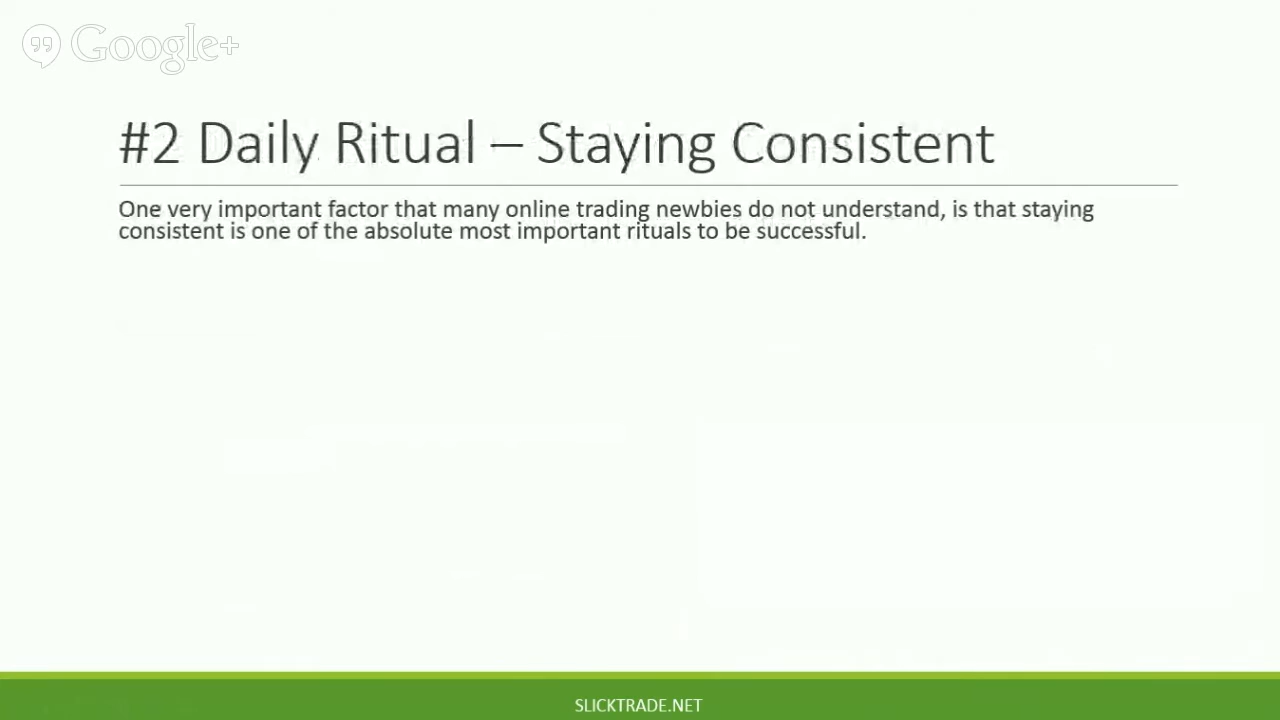 Google+
#2 Daily Ritual – Staying Consistent
One very important factor that many online trading newbies do not understand, is that staying
consistent is one of the absolute most important rituals to be successful.
SLICKTRADE.NET